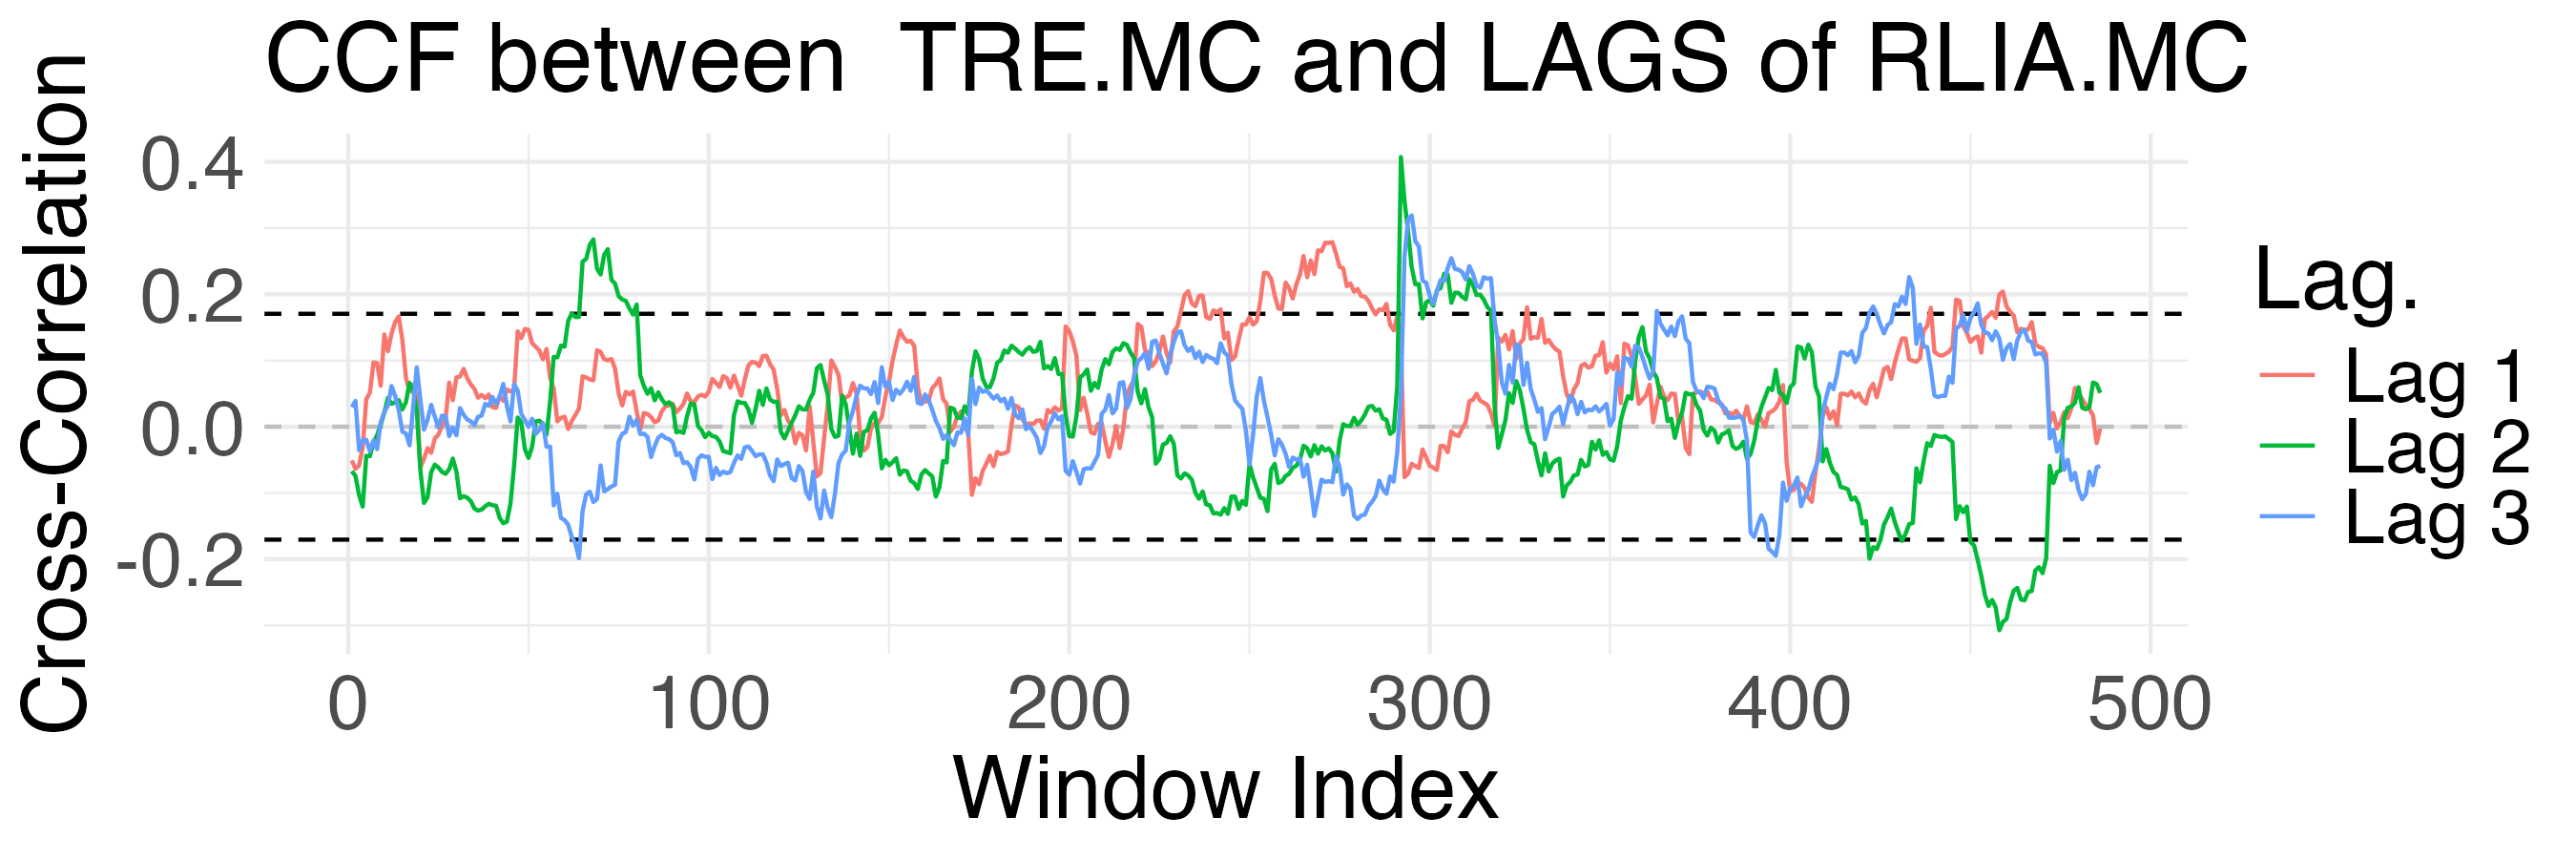 CCF between  TRE.MC and LAGS of RLIA.MC
Cross-Correlation
0.4
0.2
0.0
-0.2
0 100 200 300 400 500
Window Index
Lag.
Lag 1
Lag 2
Lag 3